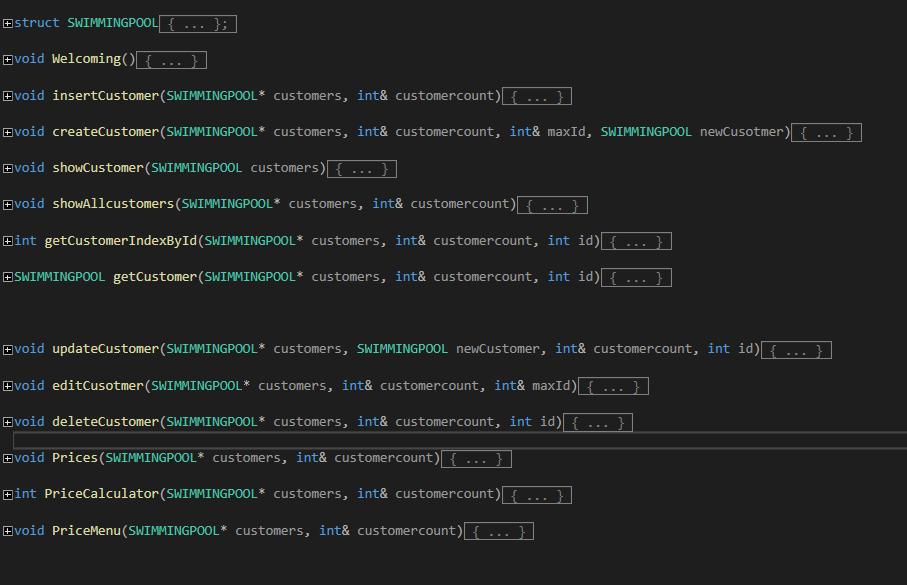 struct SWIMMINGPOOL{ ... };
void Welcoming(){ ... }
void insertCustomer(SWIMMINGPOOL* customers, int& customercount){ ... }
void createCustomer(SWIMMINGPOOL* customers, int& customercount, int& maxId, SWIMMINGPOOL newCusotmer){ ... }
void showCustomer(SWIMMINGPOOL customers){ ... }
void showAllcustomers(SWIMMINGPOOL* customers, int& customercount){ ... }
int getCustomerIndexById(SWIMMINGPOOL* customers, int& customercount, int id){ ... }
SWIMMINGPOOL getCustomer(SWIMMINGPOOL* customers, int& customercount, int id){ ... }
void updateCustomer(SWIMMINGPOOL* customers, SWIMMINGPOOL newCustomer, int& customercount, int id){ ... }
void editCusotmer(SWIMMINGPOOL* customers, int& customercount, int& maxId){ ... }
void deleteCustomer(SWIMMINGPOOL* customers, int& customercount, int id){ ... }
void Prices(SWIMMINGPOOL* customers, int& customercount){ ... }
int PriceCalculator(SWIMMINGPOOL* customers, int& customercount){ ... }
void PriceMenu(SWIMMINGPOOL* customers, int& customercount){ ... }